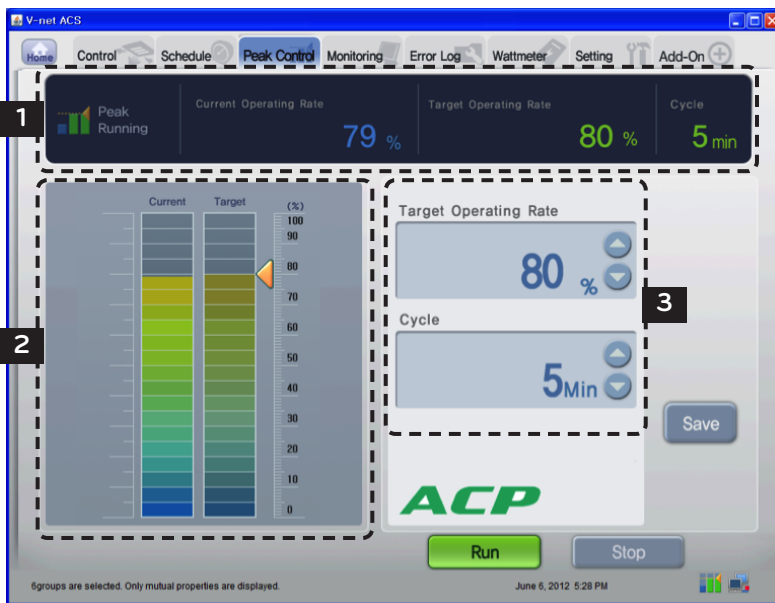 V-net ACS
Home Control Schedule Peak Control Monitoring Error Log Wattmeter Setting Add-On
1
Peak Running
Current Operating Rate
79 %
Target Operating Rate
80 %
Cycle
5 min
2
Current Target (%)
100
90
80
70
60
50
40
30
20
10
0
Target Operating Rate
80 %
3
Cycle
5 Min
Save
ACP
Run Stop
6groups are selected. Only mutual properties are displayed.
June 6, 2012 5:28 PM